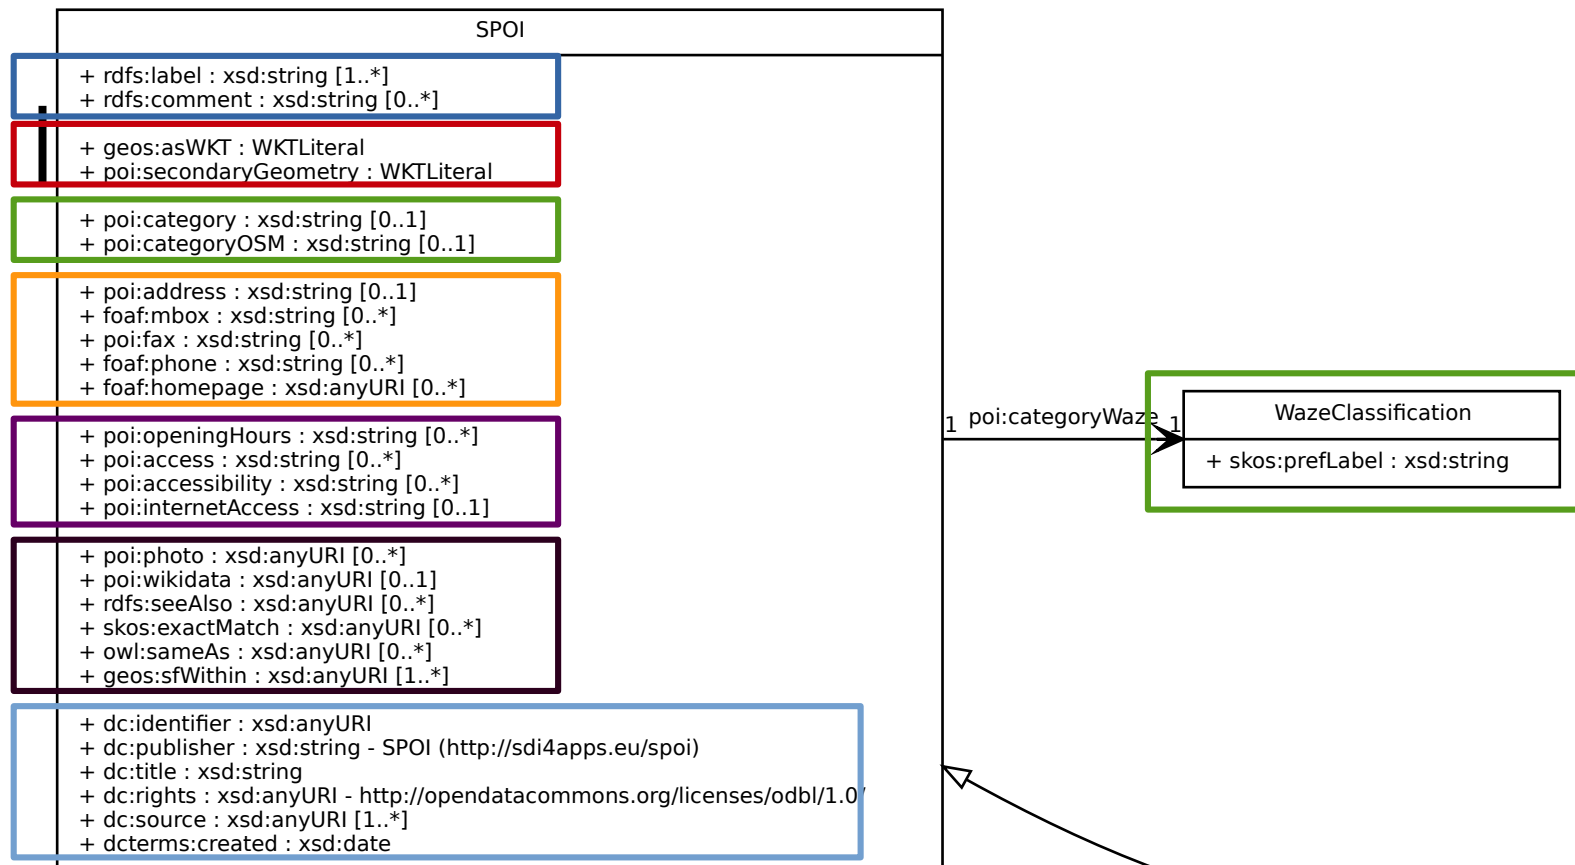 SPOI
+ rdfs:label : xsd:string [1..*]
+ rdfs:comment : xsd:string [0..*]
+ geos:asWKT : WKTLiteral
+ poi:secondaryGeometry : WKTLiteral
+ poi:category : xsd:string [0..1]
+ poi:categoryOSM : xsd:string [0..1]
+ poi:address : xsd:string [0..1]
+ foaf:mbox : xsd:string [0..*]
+ poi:fax : xsd:string [0..*]
+ foaf:phone : xsd:string [0..*]
+ foaf:homepage : xsd:anyURI [0..*]
+ poi:openingHours : xsd:string [0..*]
+ poi:access : xsd:string [0..*]
+ poi:accessibility : xsd:string [0..*]
+ poi:internetAccess : xsd:string [0..1]
+ poi:photo : xsd:anyURI [0..*]
+ poi:wikidata : xsd:anyURI [0..1]
+ rdfs:seeAlso : xsd:anyURI [0..*]
+ skos:exactMatch : xsd:anyURI [0..*]
+ owl:sameAs : xsd:anyURI [0..*]
+ geos:sfWithin : xsd:anyURI [1..*]
+ dc:identifier : xsd:anyURI
+ dc:publisher : xsd:string - SPOI (http://sdi4apps.eu/spoi)
+ dc:title : xsd:string
+ dc:rights : xsd:anyURI - http://opendatacommons.org/licenses/odbl/1.0/
+ dc:source : xsd:anyURI [1..*]
+ dcterms:created : xsd:date
1 poi:categoryWaze 1
WazeClassification
+ skos:prefLabel : xsd:string